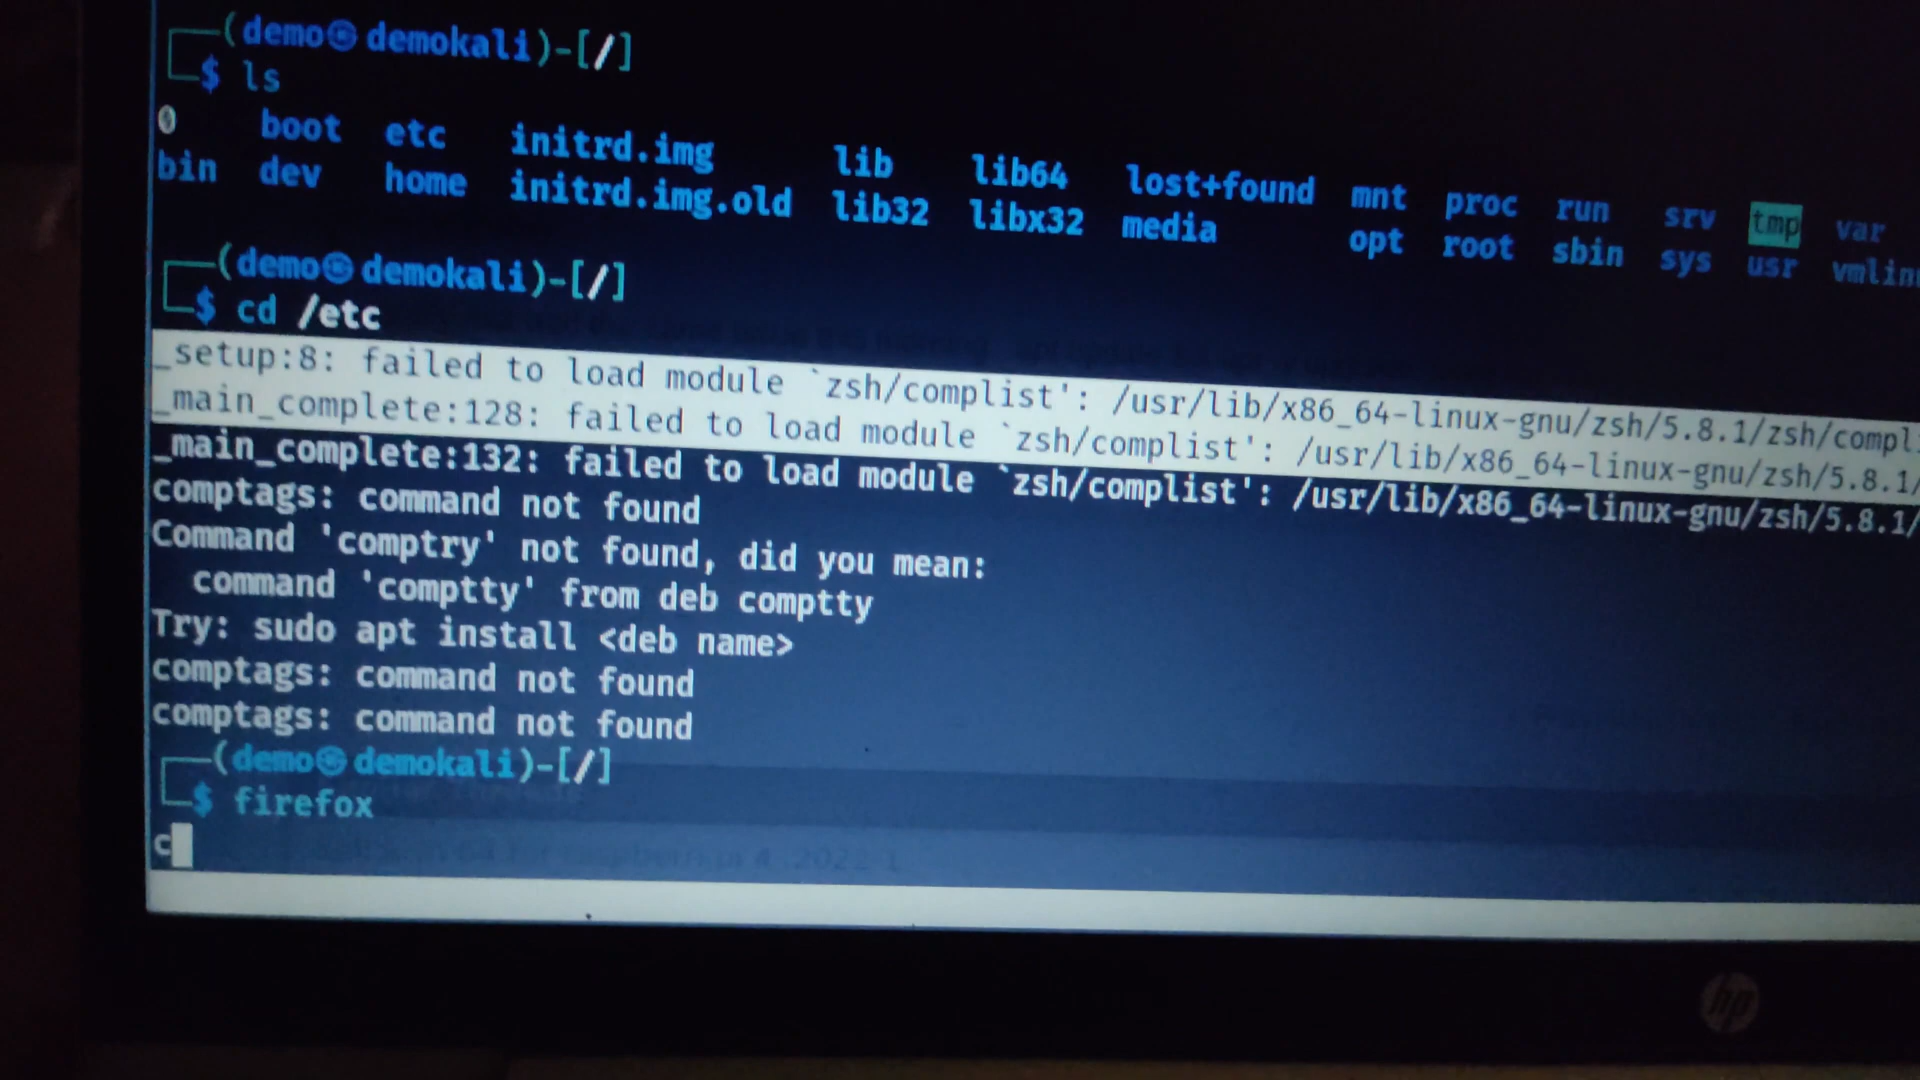 (demo㉿demokali)-[/]
$ ls
0 boot etc initrd.img lib lib64 lost+found mnt proc run srv tmp var
bin dev home initrd.img.old lib32 libx32 media opt root sbin sys usr
(demo㉿demokali)-[/]
$ cd /etc
_setup:8: failed to load module `zsh/complist': /usr/lib/x86_64-linux-gnu/zsh/5.8.1/zsh/compl
_main_complete:128: failed to load module `zsh/complist': /usr/lib/x86_64-linux-gnu/zsh/5.8.1/
_main_complete:132: failed to load module `zsh/complist': /usr/lib/x86_64-linux-gnu/zsh/5.8.1/
comptags: command not found
Command 'comptry' not found, did you mean:
command 'comptty' from deb comptty
Try: sudo apt install <deb name>
comptags: command not found
comptags: command not found
(demo㉿demokali)-[/]
$ firefox
c
hp